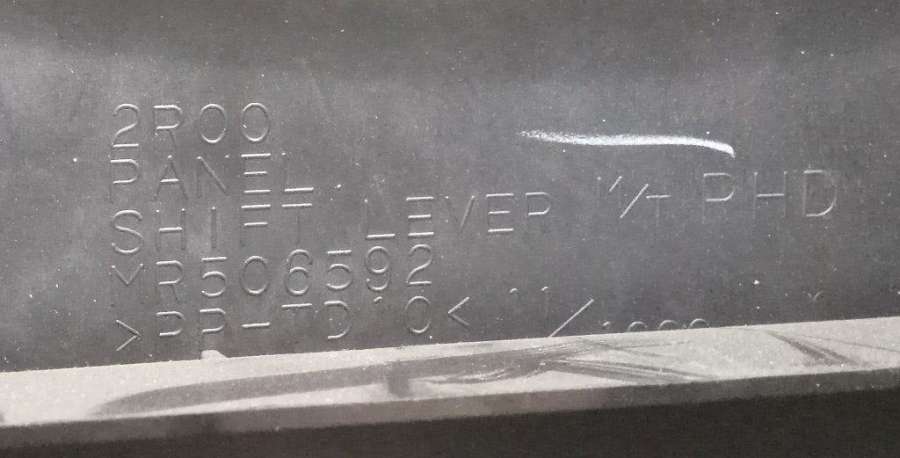 2R00
PANEL
SHIFT LEVER M/T RHD
MR506592
>PP-TD10<